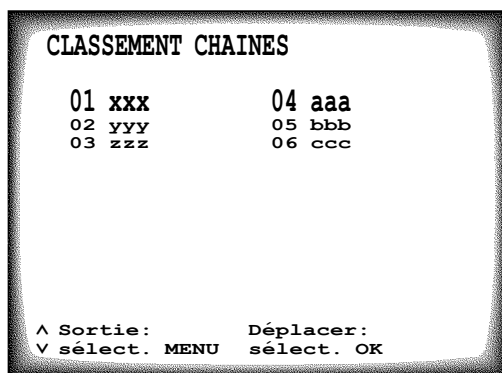 CLASSEMENT CHAINES
01 xxx 04 aaa
02 yyy 05 bbb
03 zzz 06 ccc
∧ Sortie: Déplacer:
∨ sélect. MENU sélect. OK